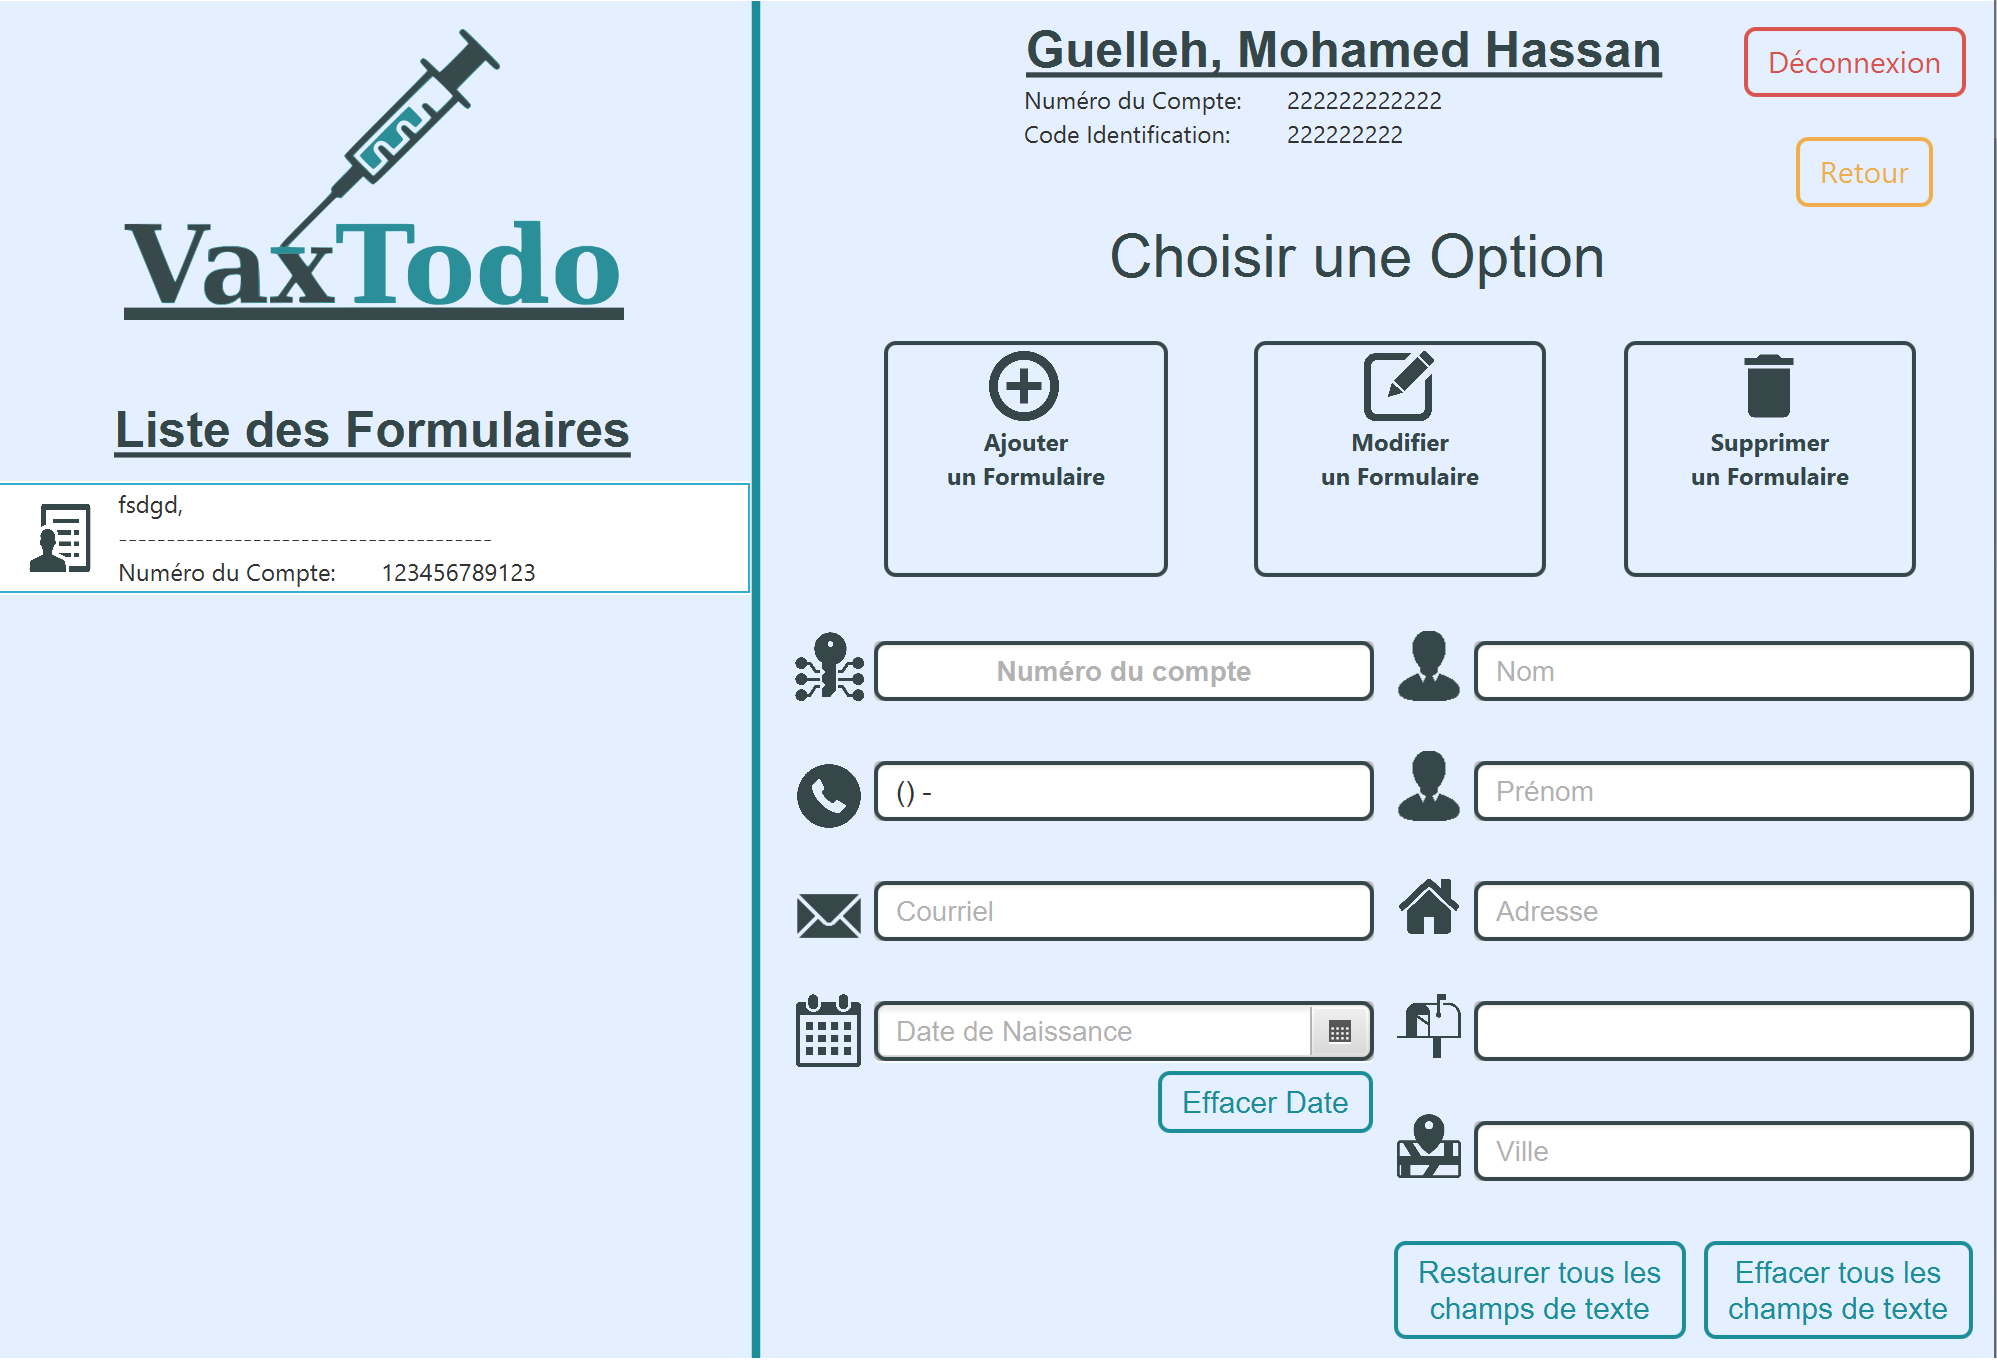 VaxTodo
Liste des Formulaires
fsdgd,
---------------------------------------
Numéro du Compte: 123456789123
Guelleh, Mohamed Hassan
Numéro du Compte: 222222222222
Code Identification: 222222222
Déconnexion
Retour
Choisir une Option
Ajouter
un Formulaire
Modifier
un Formulaire
Supprimer
un Formulaire
Numéro du compte
Nom
() -
Prénom
Courriel
Adresse
Date de Naissance
Effacer Date
Ville
Restaurer tous les
champs de texte
Effacer tous les
champs de texte